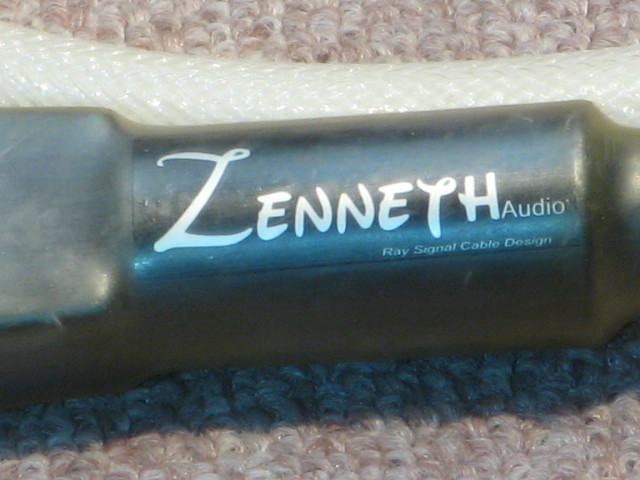 ZENNETH Audio
Ray Signal Cable Design